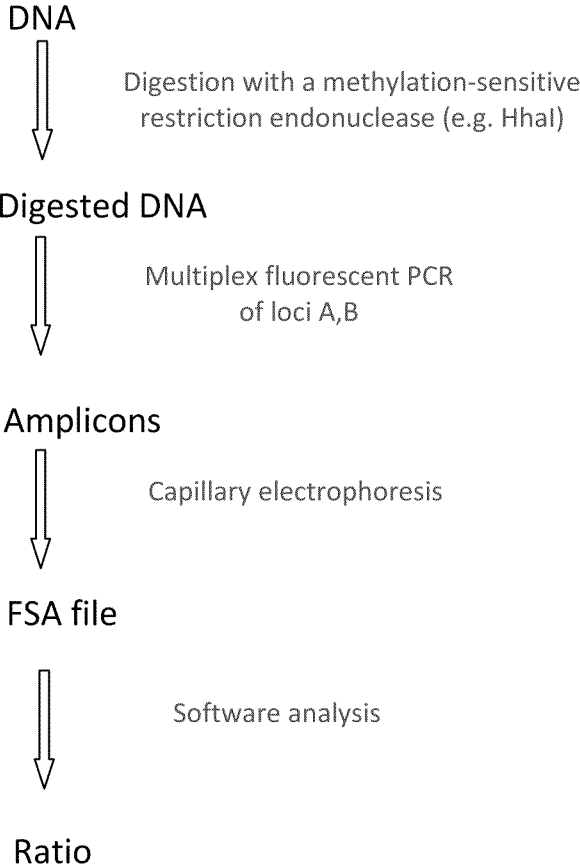 DNA
Digestion with a methylation-sensitive
restriction endonuclease (e.g. HhaI)
Digested DNA
Multiplex fluorescent PCR
of loci A,B
Amplicons
Capillary electrophoresis
FSA file
Software analysis
Ratio